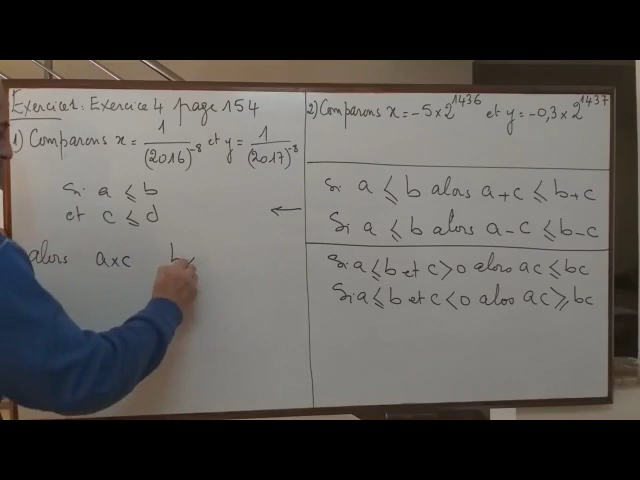 Exercice1: Exercice 4 page 154
1) Comparons x = 1/(2016)^-8 et y = 1/(2017)^-8
Si a ⩽ b
et c ⩽ d
alors a×c b×
2) Comparons x = -5 × 2^1436 et y = -0,3 × 2^1437
←
Si a ⩽ b alors a+c ⩽ b+c
Si a ⩽ b alors a-c ⩽ b-c
Si a ⩽ b et c > 0 alors ac ⩽ bc
Si a ⩽ b et c < 0 alos ac ⩾ bc